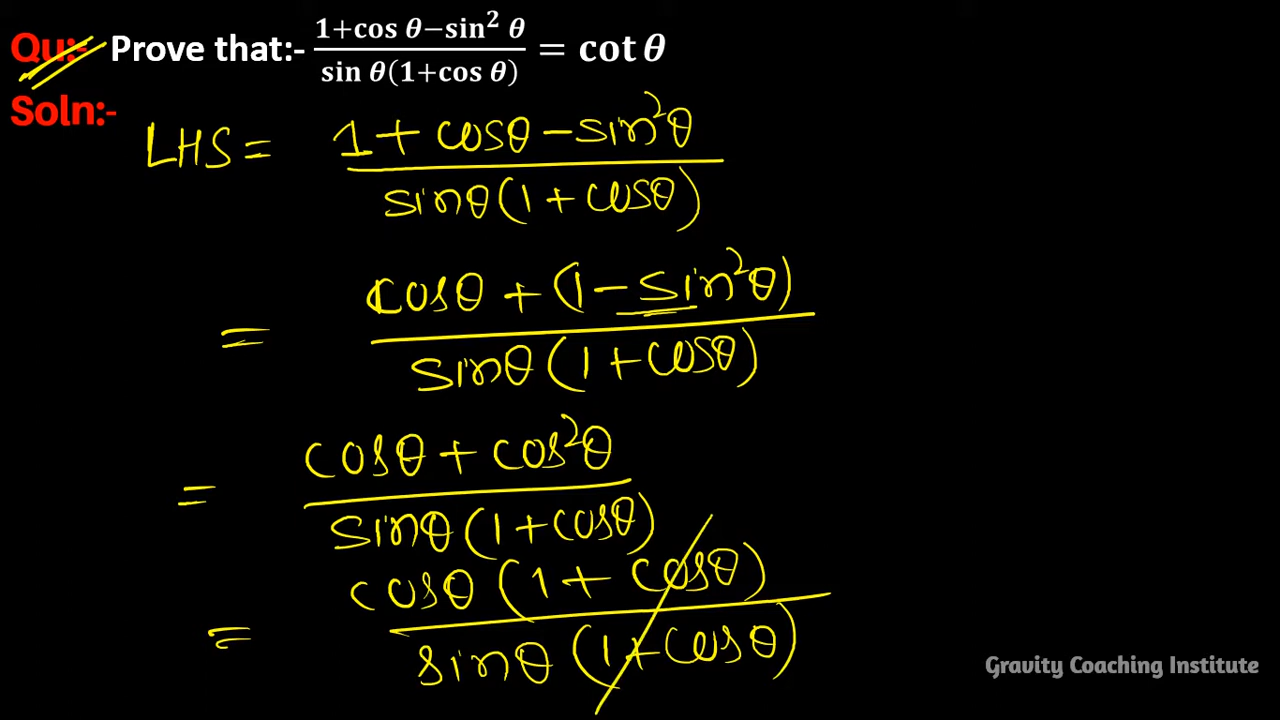 Qu:- Prove that:- (1+cos θ−sin² θ)/(sin θ(1+cos θ)) = cot θ
Soln:-
LHS = (1 + cosθ − sin²θ)/(sinθ(1 + cosθ))
= (cosθ + (1 − sin²θ))/(sinθ(1 + cosθ))
= (cosθ + cos²θ)/(sinθ(1 + cosθ))
= (cosθ(1 + cosθ))/(sinθ(1 + cosθ))
Gravity Coaching Institute